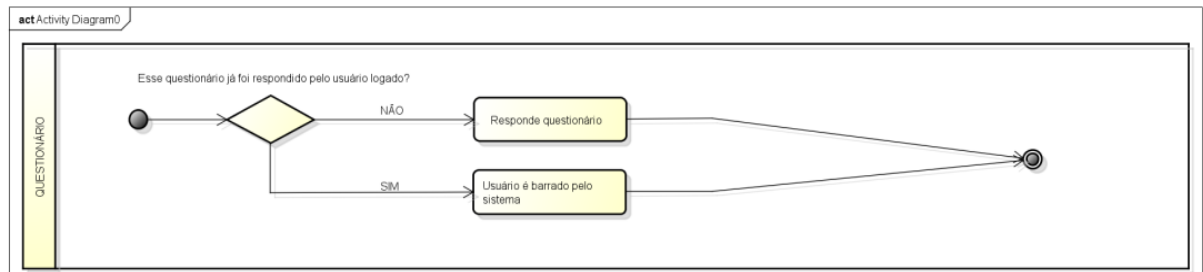 act Activity Diagram0
QUESTIONÁRIO
Esse questionário já foi respondido pelo usuário logado?
NÃO
Responde questionário
SIM
Usuário é barrado pelo
sistema